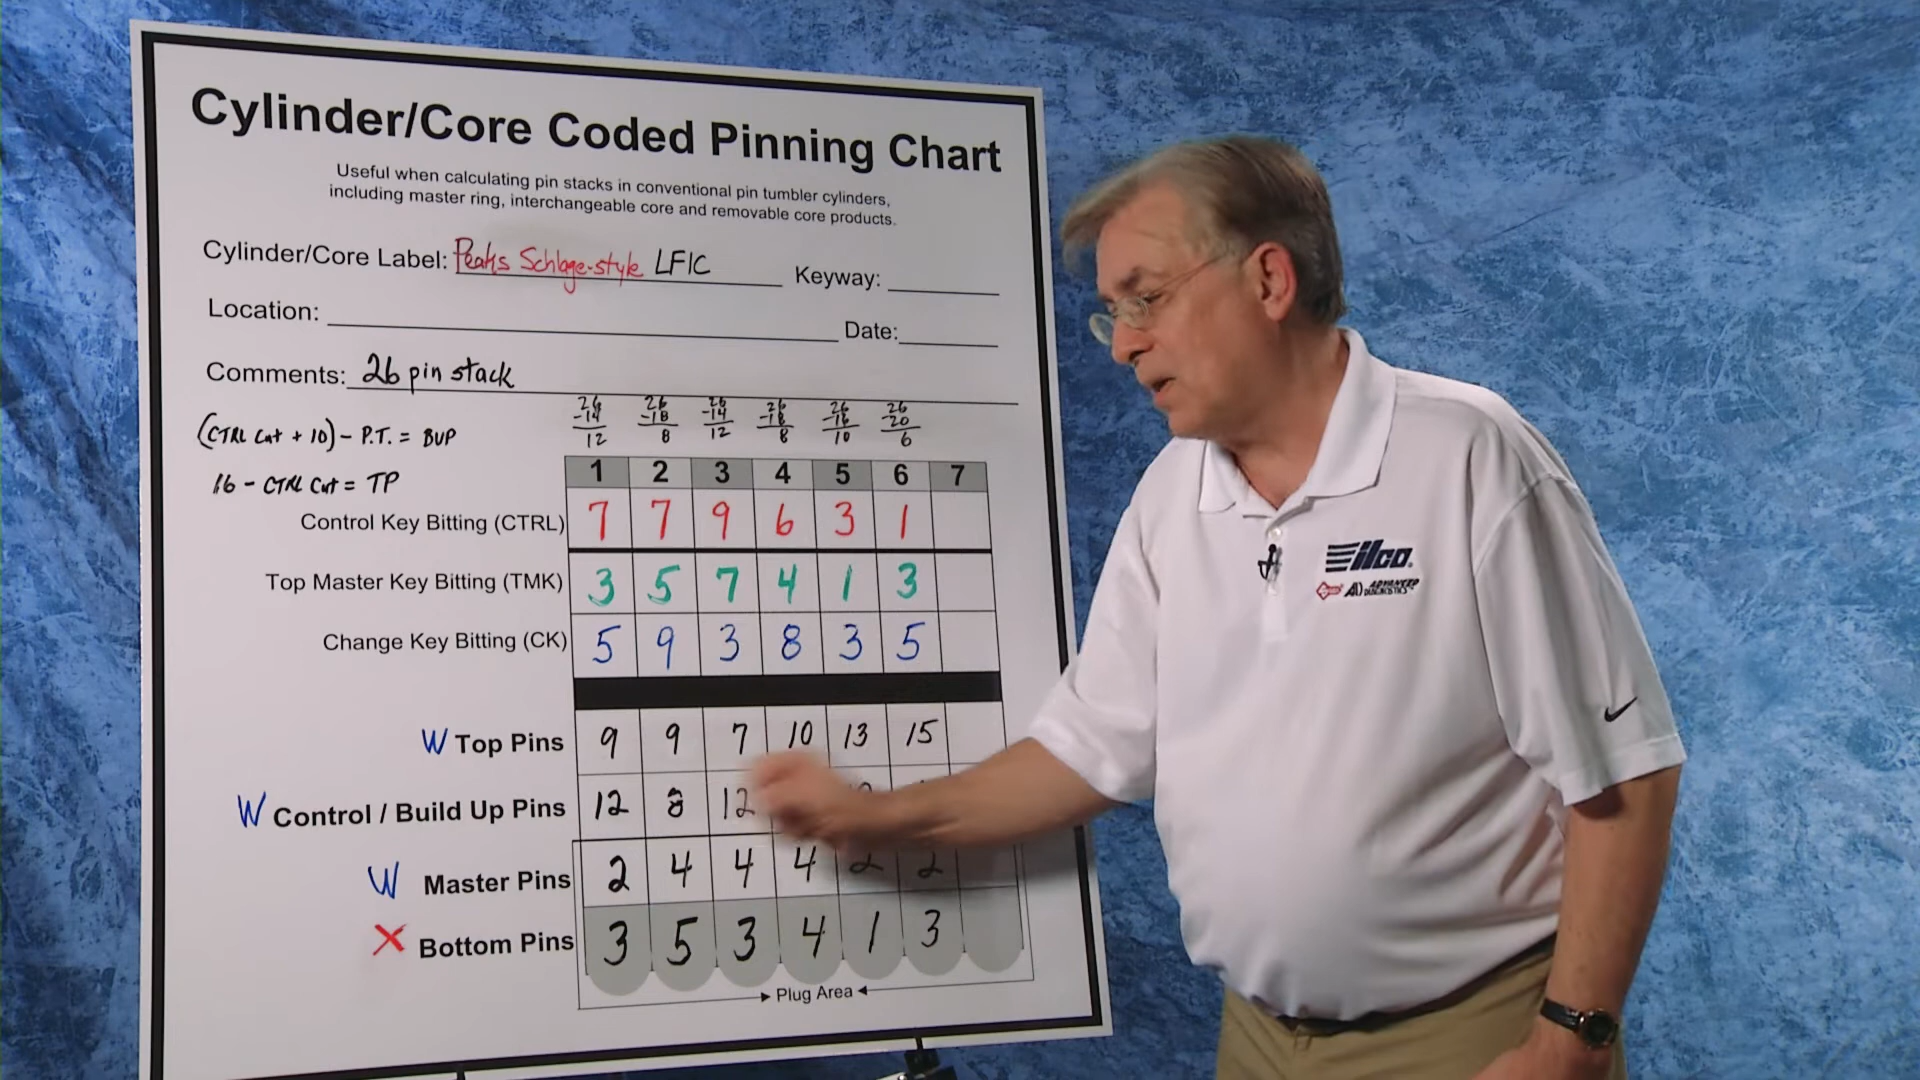 Cylinder/Core Coded Pinning Chart
Useful when calculating pin stacks in conventional pin tumbler cylinders,
including master ring, interchangeable core and removable core products.
Cylinder/Core Label: Peaks Schlage-style LFIC Keyway:
Location: Date:
Comments: 26 pin stack
26 26 26 26 26 26
-14 -18 -14 -18 -16 -20
12 8 12 8 10 6
(CTRL Cut + 10) - P.T. = BUP
16 - CTRL Cut = TP
1 2 3 4 5 6 7
Control Key Bitting (CTRL) 7 7 9 6 3 1
Top Master Key Bitting (TMK) 3 5 7 4 1 3
Change Key Bitting (CK) 5 9 3 8 3 5
W Top Pins 9 9 7 10 13 15
W Control / Build Up Pins 12 8 12
W Master Pins 2 4 4 4 2 2
X Bottom Pins 3 5 3 4 1 3
Plug Area
ilco
AD ADVANCED DIAGNOSTICS